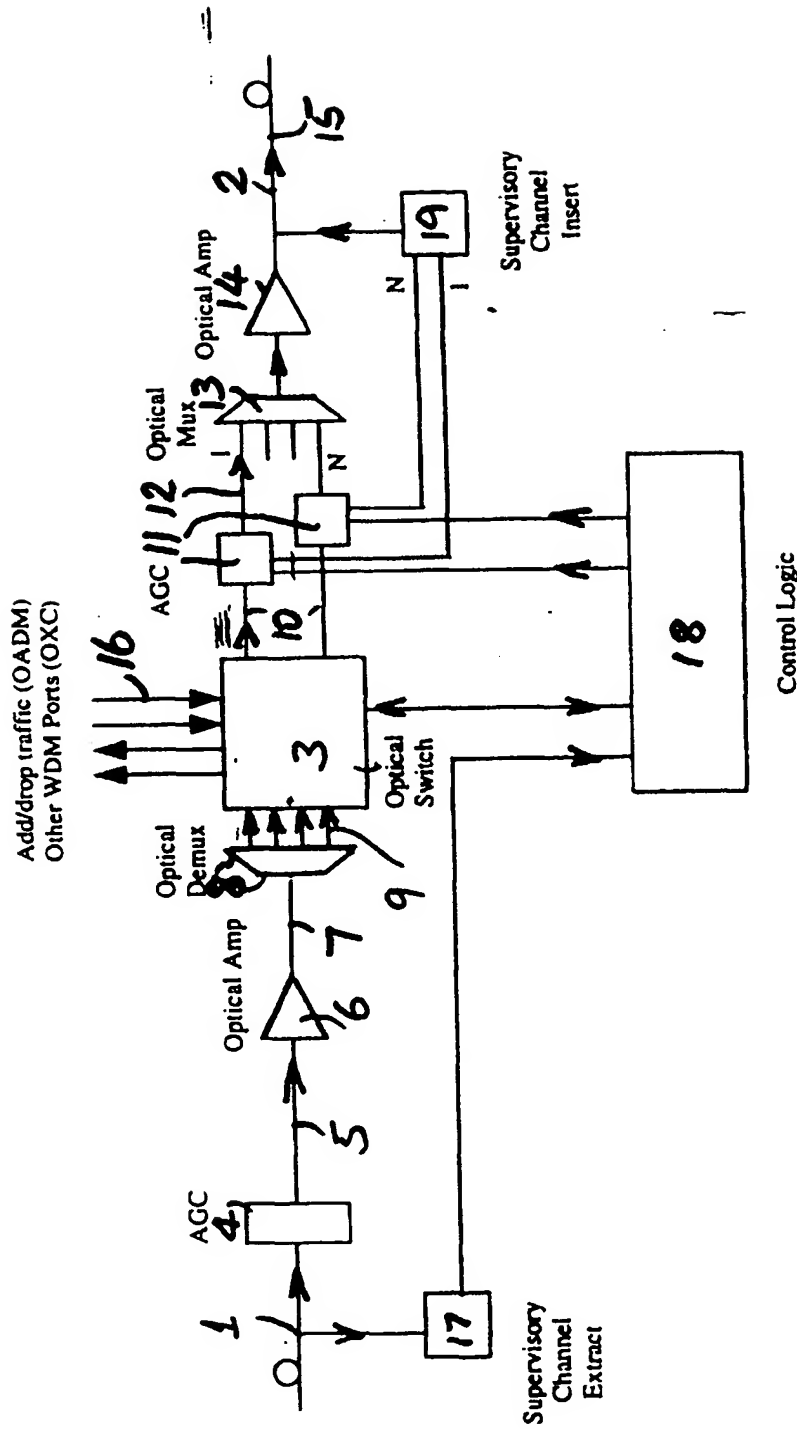 Add/drop traffic (OADM)
Other WDM Ports (OXC)
16
AGC
4
Optical Amp
6
Optical
Demux
8
3
Optical
Switch
AGC
11
12
10
Optical
Mux
13
1
N
Optical Amp
14
2
15
1
5
7
9
17
Supervisory
Channel
Extract
18
Control Logic
N
1
19
Supervisory
Channel
Insert